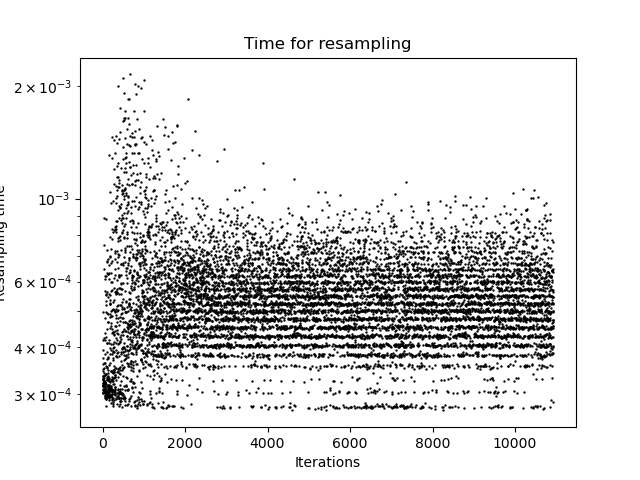 Time for resampling
2 × 10⁻³
10⁻³
6 × 10⁻⁴
4 × 10⁻⁴
3 × 10⁻⁴
Resampling time
0 2000 4000 6000 8000 10000
Iterations